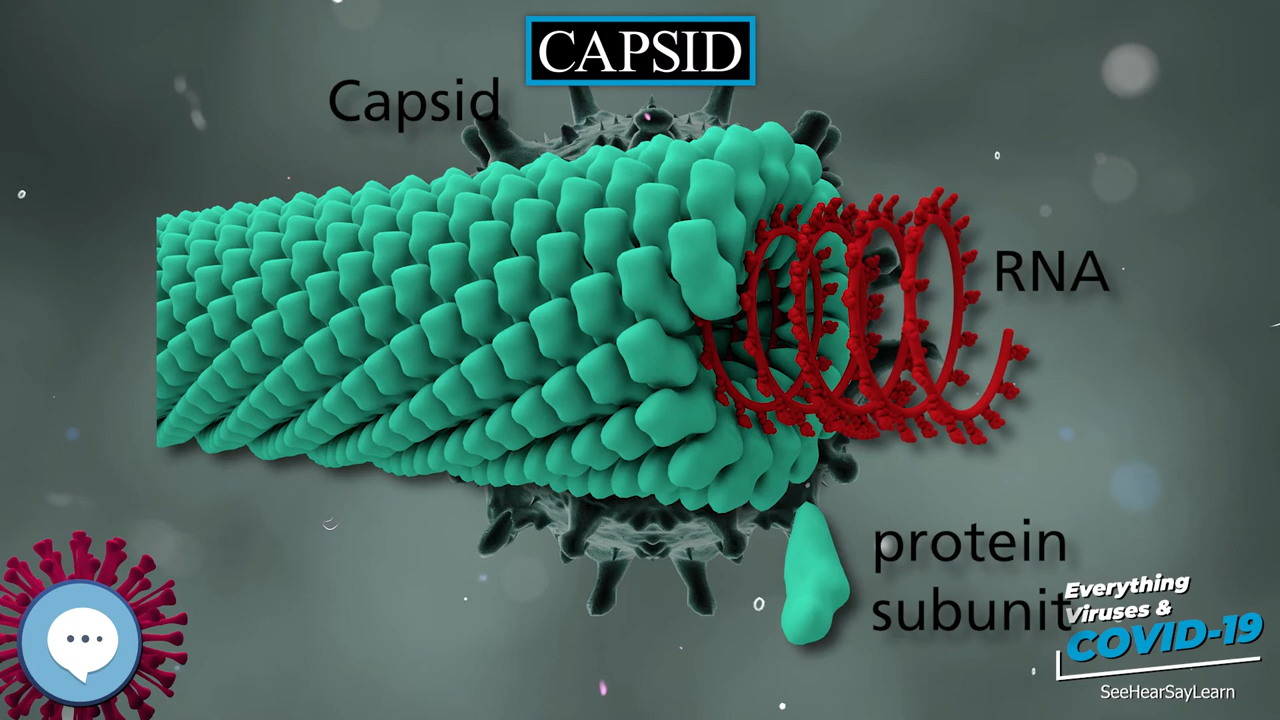 CAPSID
Capsid
RNA
protein
subunit
Everything
Viruses &
COVID-19
SeeHearSayLearn